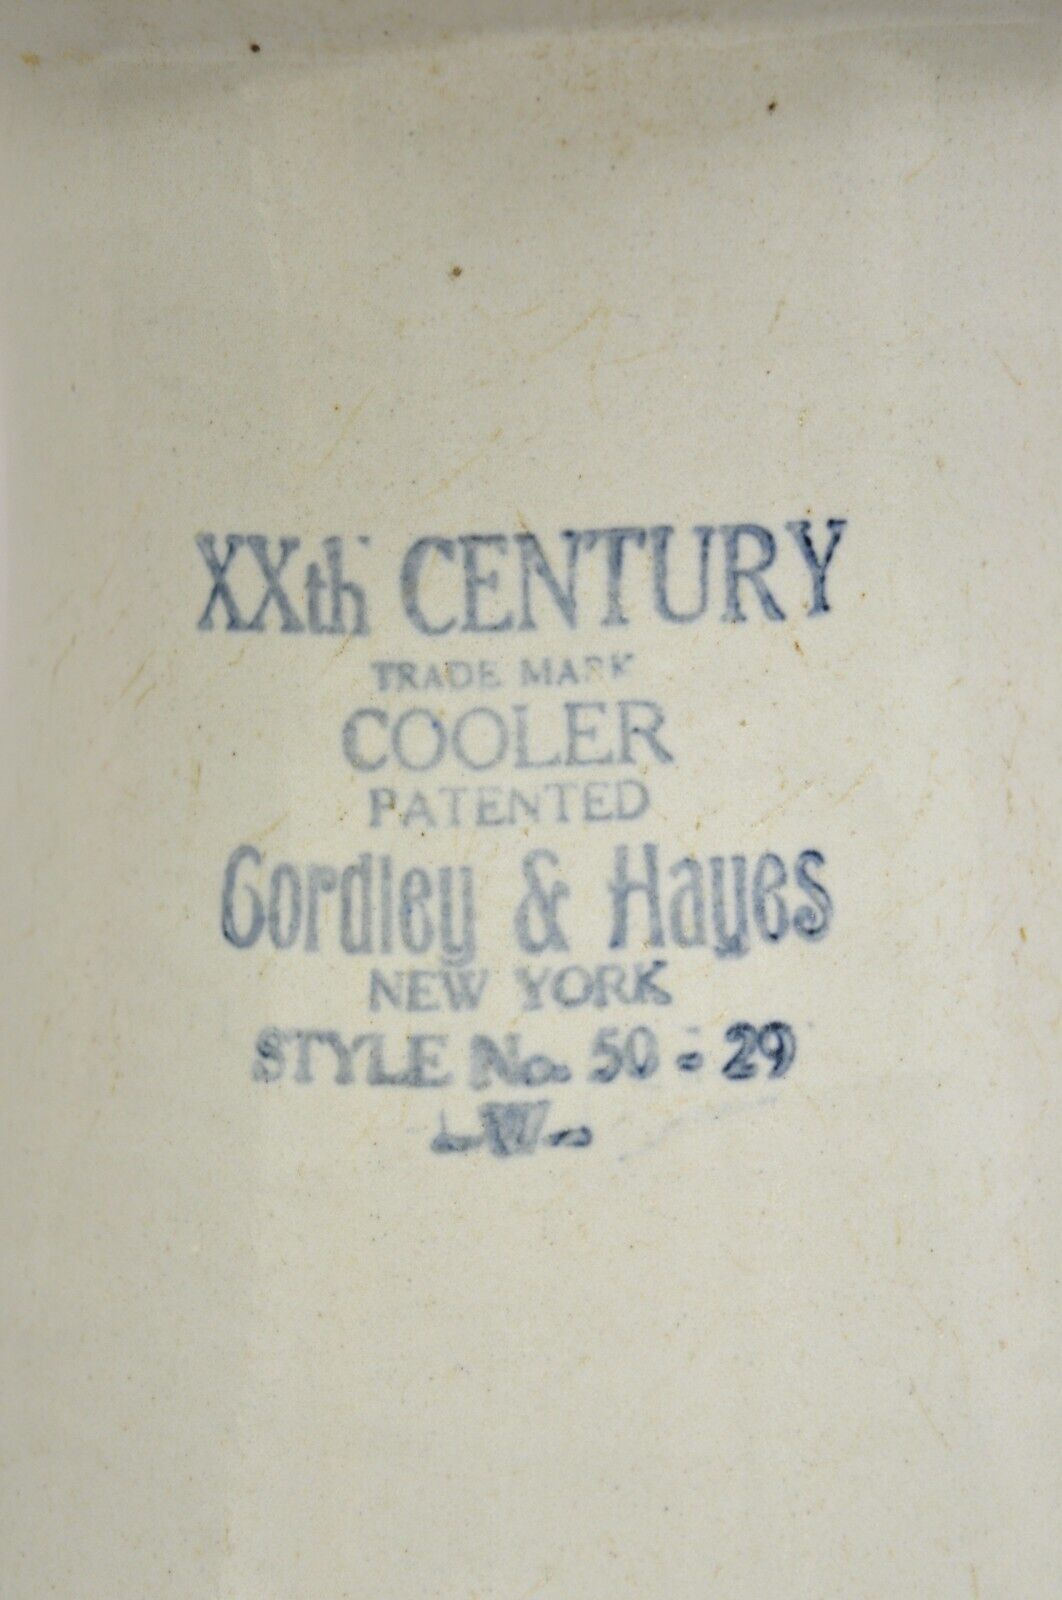 XXth CENTURY
TRADE MARK
COOLER
PATENTED
Cordley & Hayes
NEW YORK
STYLE No. 50-29
-W-